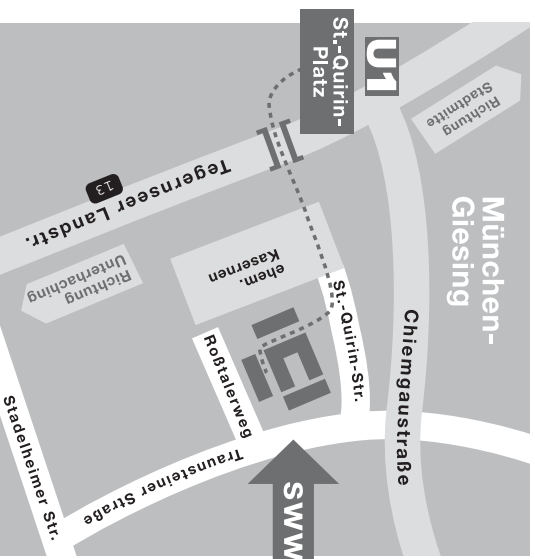 St.-Quirin-
Platz
U1
Richtung
Stadtmitte
München-
Giesing
13
Tegernseer Landstr.
Richtung
Unterhaching
ehem.
Kasernen
St.-Quirin-Str.
Roßtalerweg
Chiemgaustraße
Stadelheimer Str.
Traunsteiner Straße
SWW